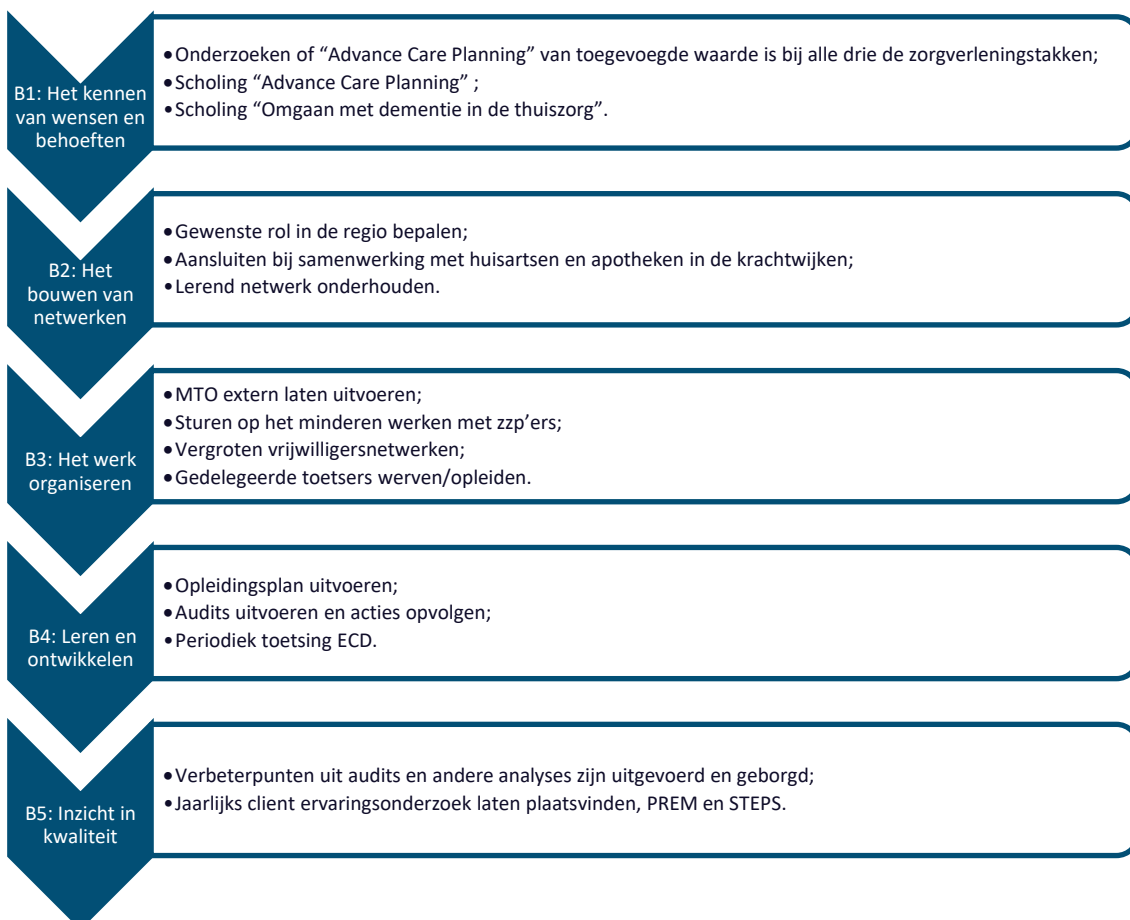 B1: Het kennen
van wensen en
behoeften
•Onderzoeken of “Advance Care Planning” van toegevoegde waarde is bij alle drie de zorgverleningstakken;
•Scholing “Advance Care Planning” ;
•Scholing “Omgaan met dementie in de thuiszorg”.
B2: Het
bouwen van
netwerken
•Gewenste rol in de regio bepalen;
•Aansluiten bij samenwerking met huisartsen en apotheken in de krachtwijken;
•Lerend netwerk onderhouden.
B3: Het werk
organiseren
•MTO extern laten uitvoeren;
•Sturen op het minderen werken met zzp’ers;
•Vergroten vrijwilligersnetwerken;
•Gedelegeerde toetsers werven/opleiden.
B4: Leren en
ontwikkelen
•Opleidingsplan uitvoeren;
•Audits uitvoeren en acties opvolgen;
•Periodiek toetsing ECD.
B5: Inzicht in
kwaliteit
•Verbeterpunten uit audits en andere analyses zijn uitgevoerd en geborgd;
•Jaarlijks client ervaringsonderzoek laten plaatsvinden, PREM en STEPS.